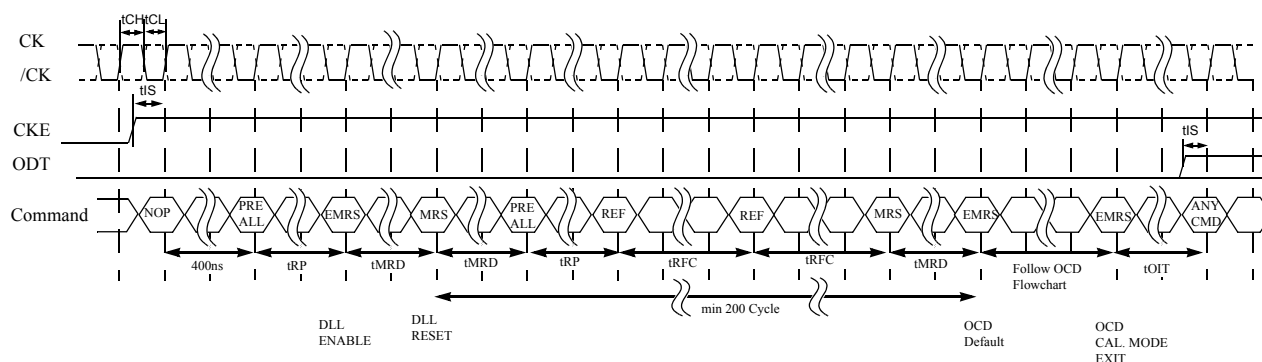 tCH tCL
CK
/CK
tIS
CKE
tIS
ODT
Command
NOP
PRE
ALL
EMRS
MRS
PRE
ALL
REF
REF
MRS
EMRS
EMRS
ANY
CMD
400ns
tRP
tMRD
tMRD
tRP
tRFC
tRFC
tMRD
Follow OCD
Flowchart
tOIT
min 200 Cycle
DLL
ENABLE
DLL
RESET
OCD
Default
OCD
CAL. MODE
EXIT